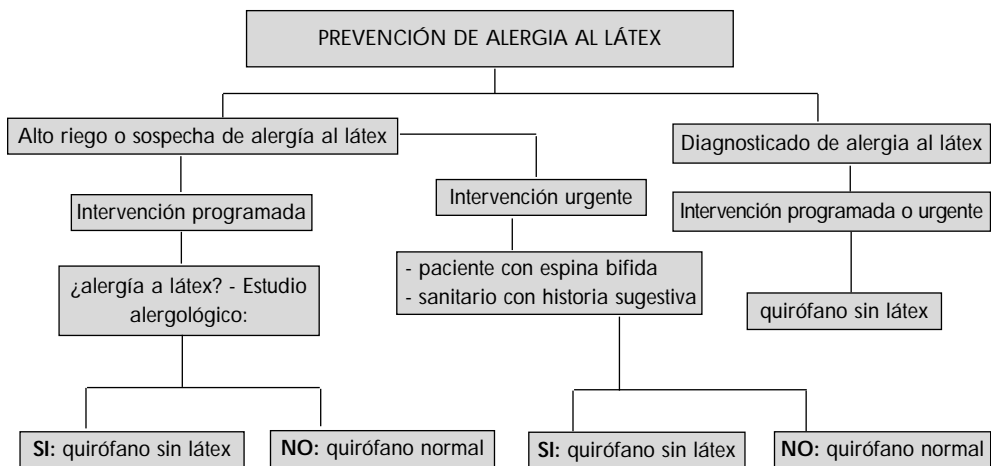 PREVENCIÓN DE ALERGIA AL LÁTEX
Alto riego o sospecha de alergía al látex
Diagnosticado de alergia al látex
Intervención programada
Intervención urgente
Intervención programada o urgente
¿alergía a látex? - Estudio
alergológico:
- paciente con espina bifida
- sanitario con historia sugestiva
quirófano sin látex
SI: quirófano sin látex
NO: quirófano normal
SI: quirófano sin látex
NO: quirófano normal